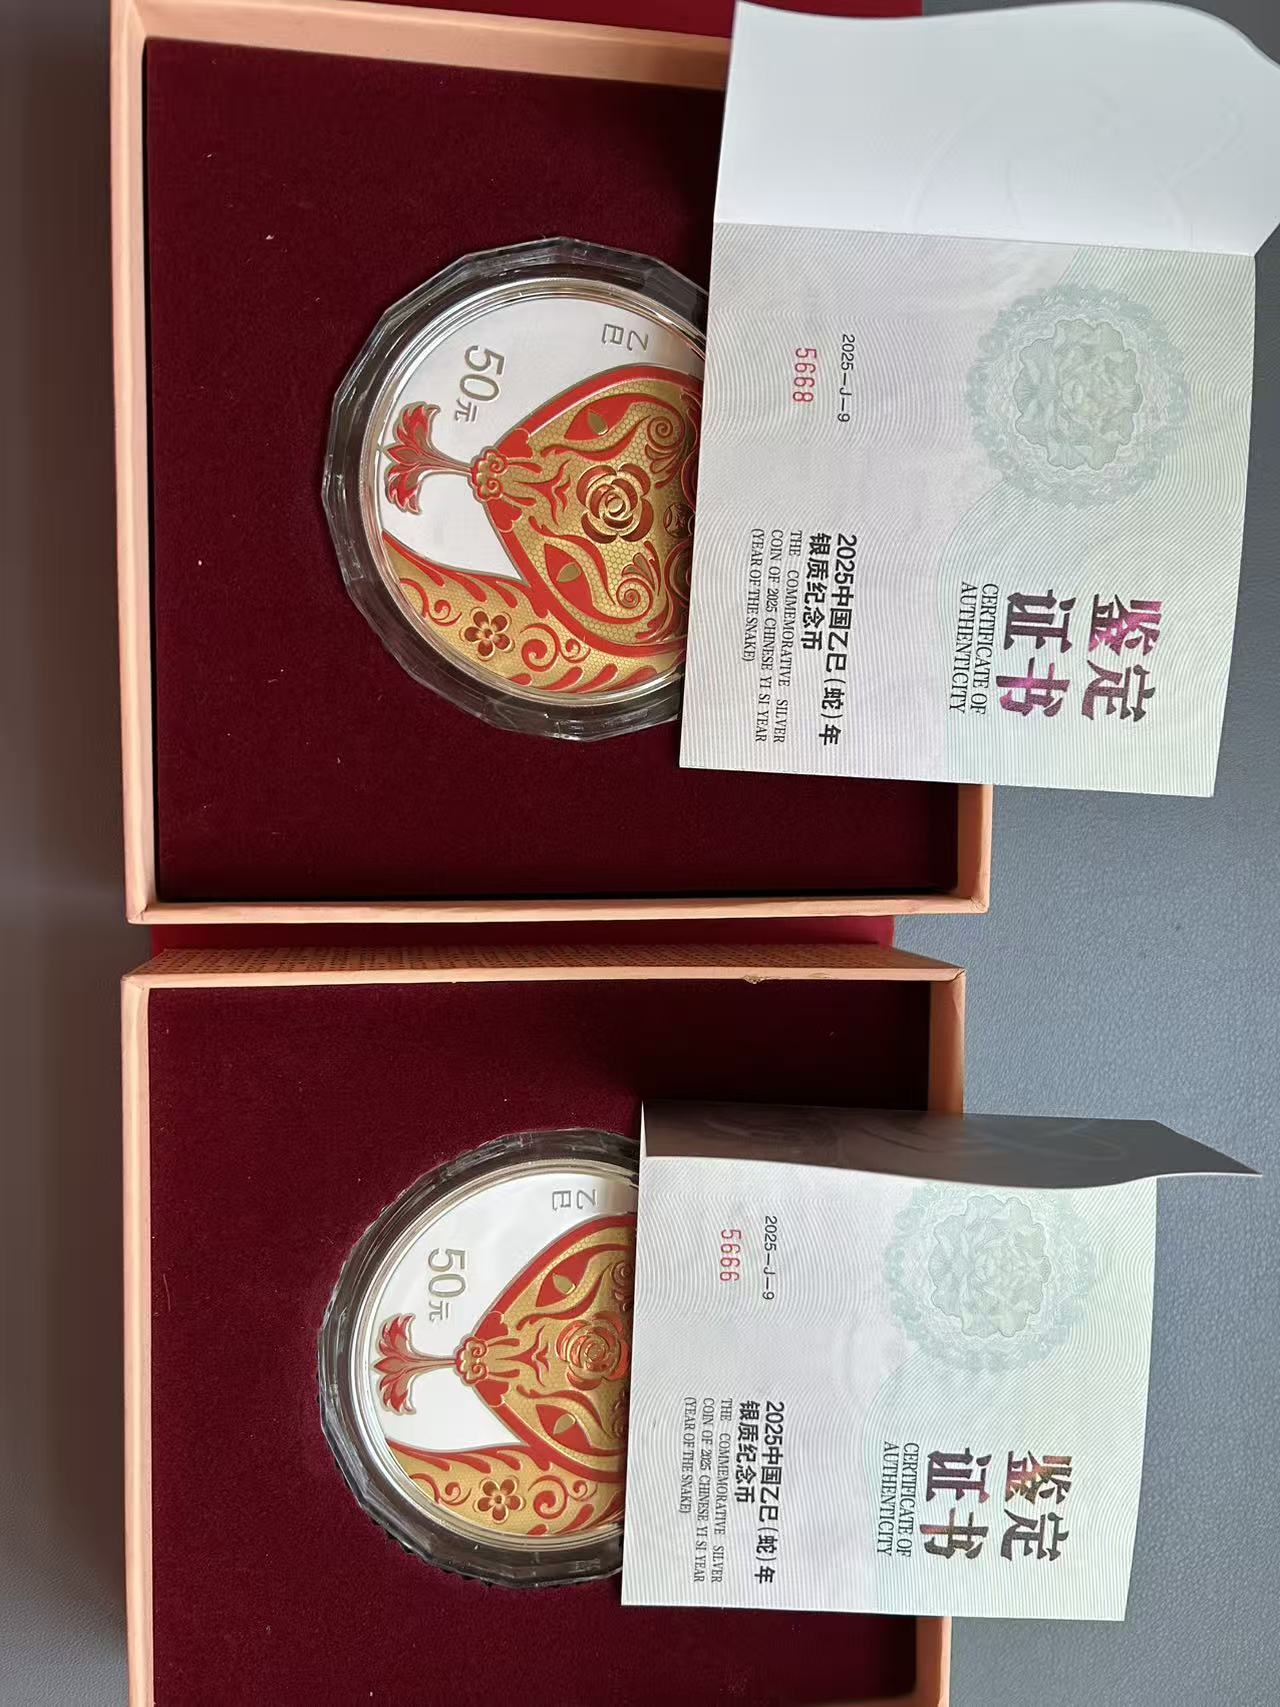 乙巳
50元
2025-J-9
5668
2025中国乙巳(蛇)年
银质纪念币
THE COMMEMORATIVE SILVER
COIN OF 2025 CHINESE YI SI YEAR
(YEAR OF THE SNAKE)
鉴定
证书
CERTIFICATE OF
AUTHENTICITY
乙巳
50元
2025-J-9
5666
2025中国乙巳(蛇)年
银质纪念币
THE COMMEMORATIVE SILVER
COIN OF 2025 CHINESE YI SI YEAR
(YEAR OF THE SNAKE)
鉴定
证书
CERTIFICATE OF
AUTHENTICITY